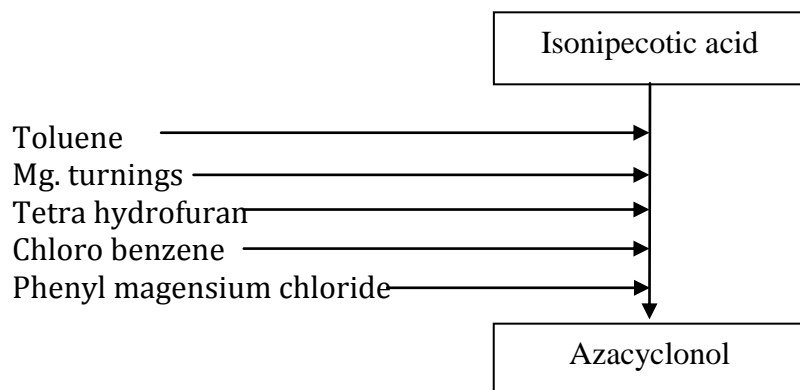 Isonipecotic acid
Toluene
Mg. turnings
Tetra hydrofuran
Chloro benzene
Phenyl magensium chloride
Azacyclonol